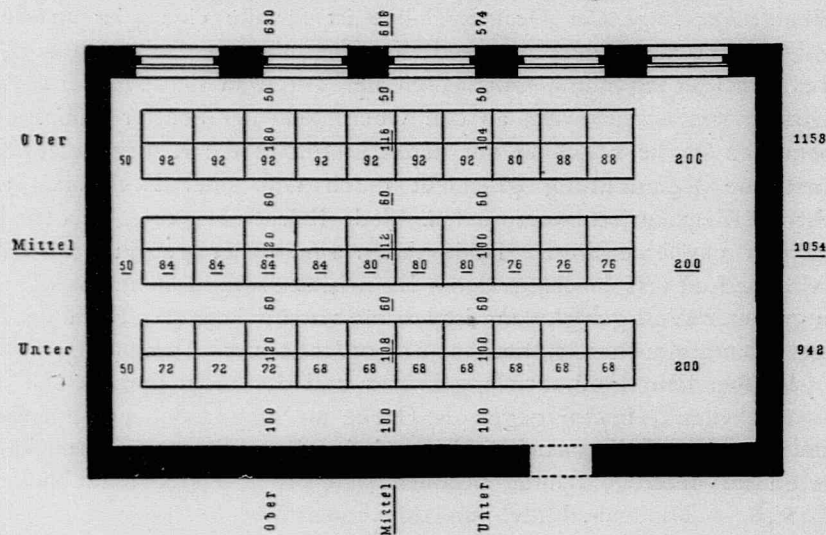 630 608 574
50 50 50
Ober 180 116 104 1158
50 92 92 92 92 92 92 92 80 88 88 200
60 60 60
Mittel 120 112 100 1054
50 84 84 84 84 80 80 80 76 76 76 200
60 60 60
Unter 120 108 100 942
50 72 72 72 68 68 68 68 68 68 68 200
100 100 100
Ober Mittel Unter